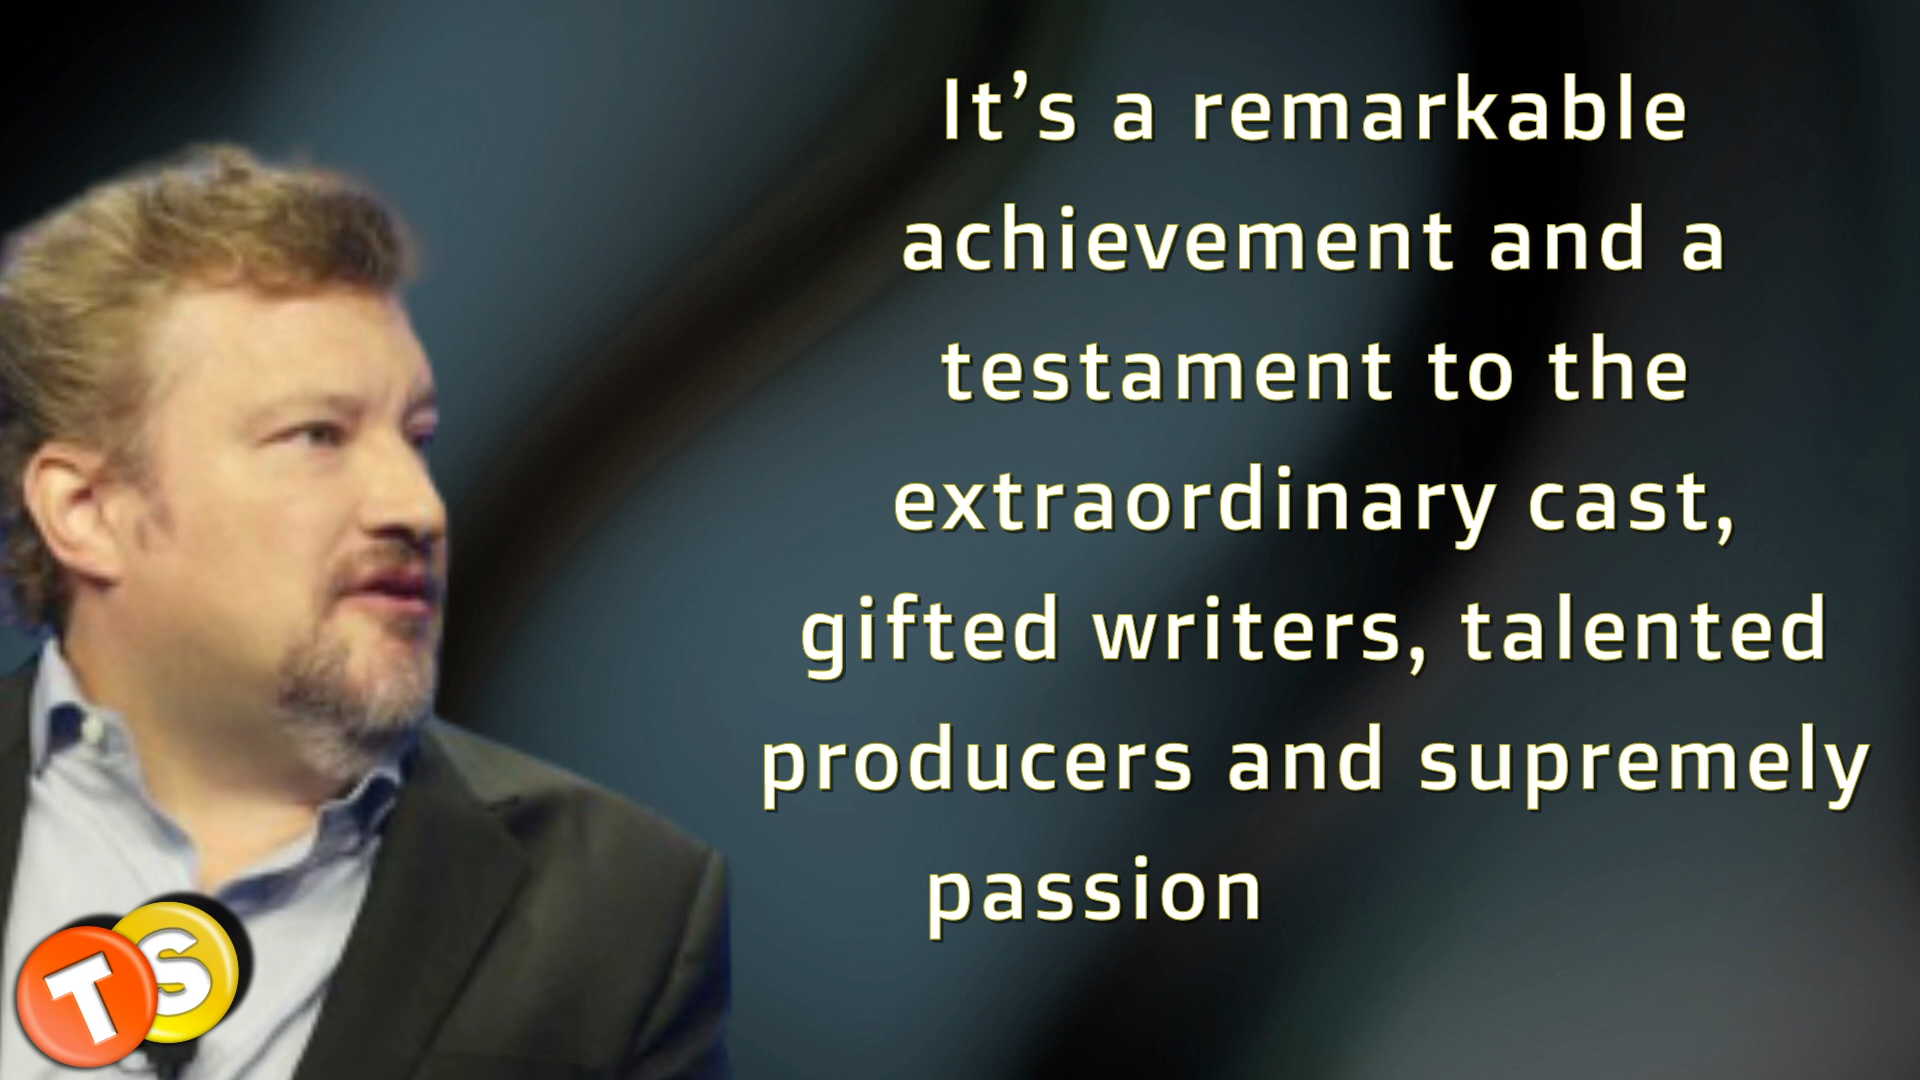 It’s a remarkable
achievement and a
testament to the
extraordinary cast,
gifted writers, talented
producers and supremely
passion
TS